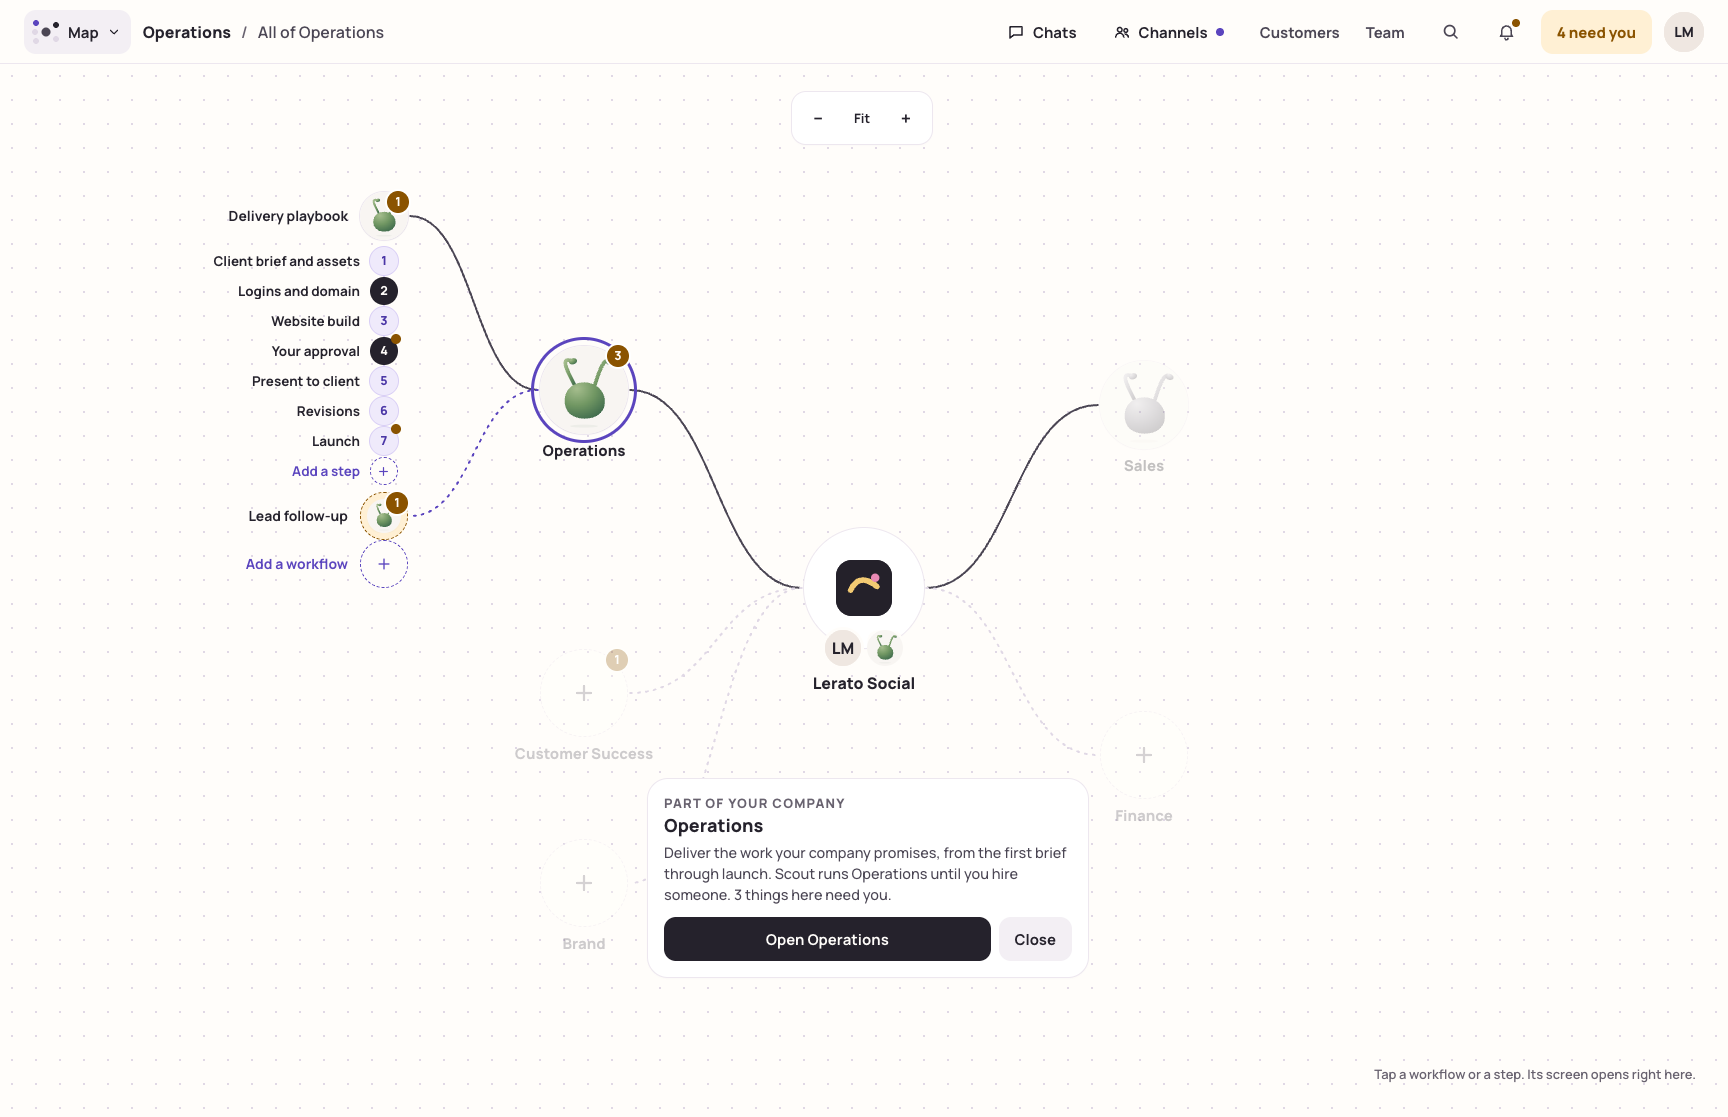 Map
Operations / All of Operations
Chats
Channels
Customers
Team
4 need you
LM
− Fit +
Delivery playbook 1
Client brief and assets 1
Logins and domain 2
Website build 3
Your approval 4
Present to client 5
Revisions 6
Launch 7
Add a step +
Lead follow-up 1
Add a workflow +
3
Operations
Sales
LM
Lerato Social
1
+
Customer Success
+
Finance
+
Brand
PART OF YOUR COMPANY
Operations
Deliver the work your company promises, from the first brief
through launch. Scout runs Operations until you hire
someone. 3 things here need you.
Open Operations
Close
Tap a workflow or a step. Its screen opens right here.